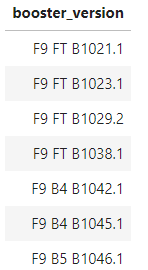 booster_version
F9 FT B1021.1
F9 FT B1023.1
F9 FT B1029.2
F9 FT B1038.1
F9 B4 B1042.1
F9 B4 B1045.1
F9 B5 B1046.1